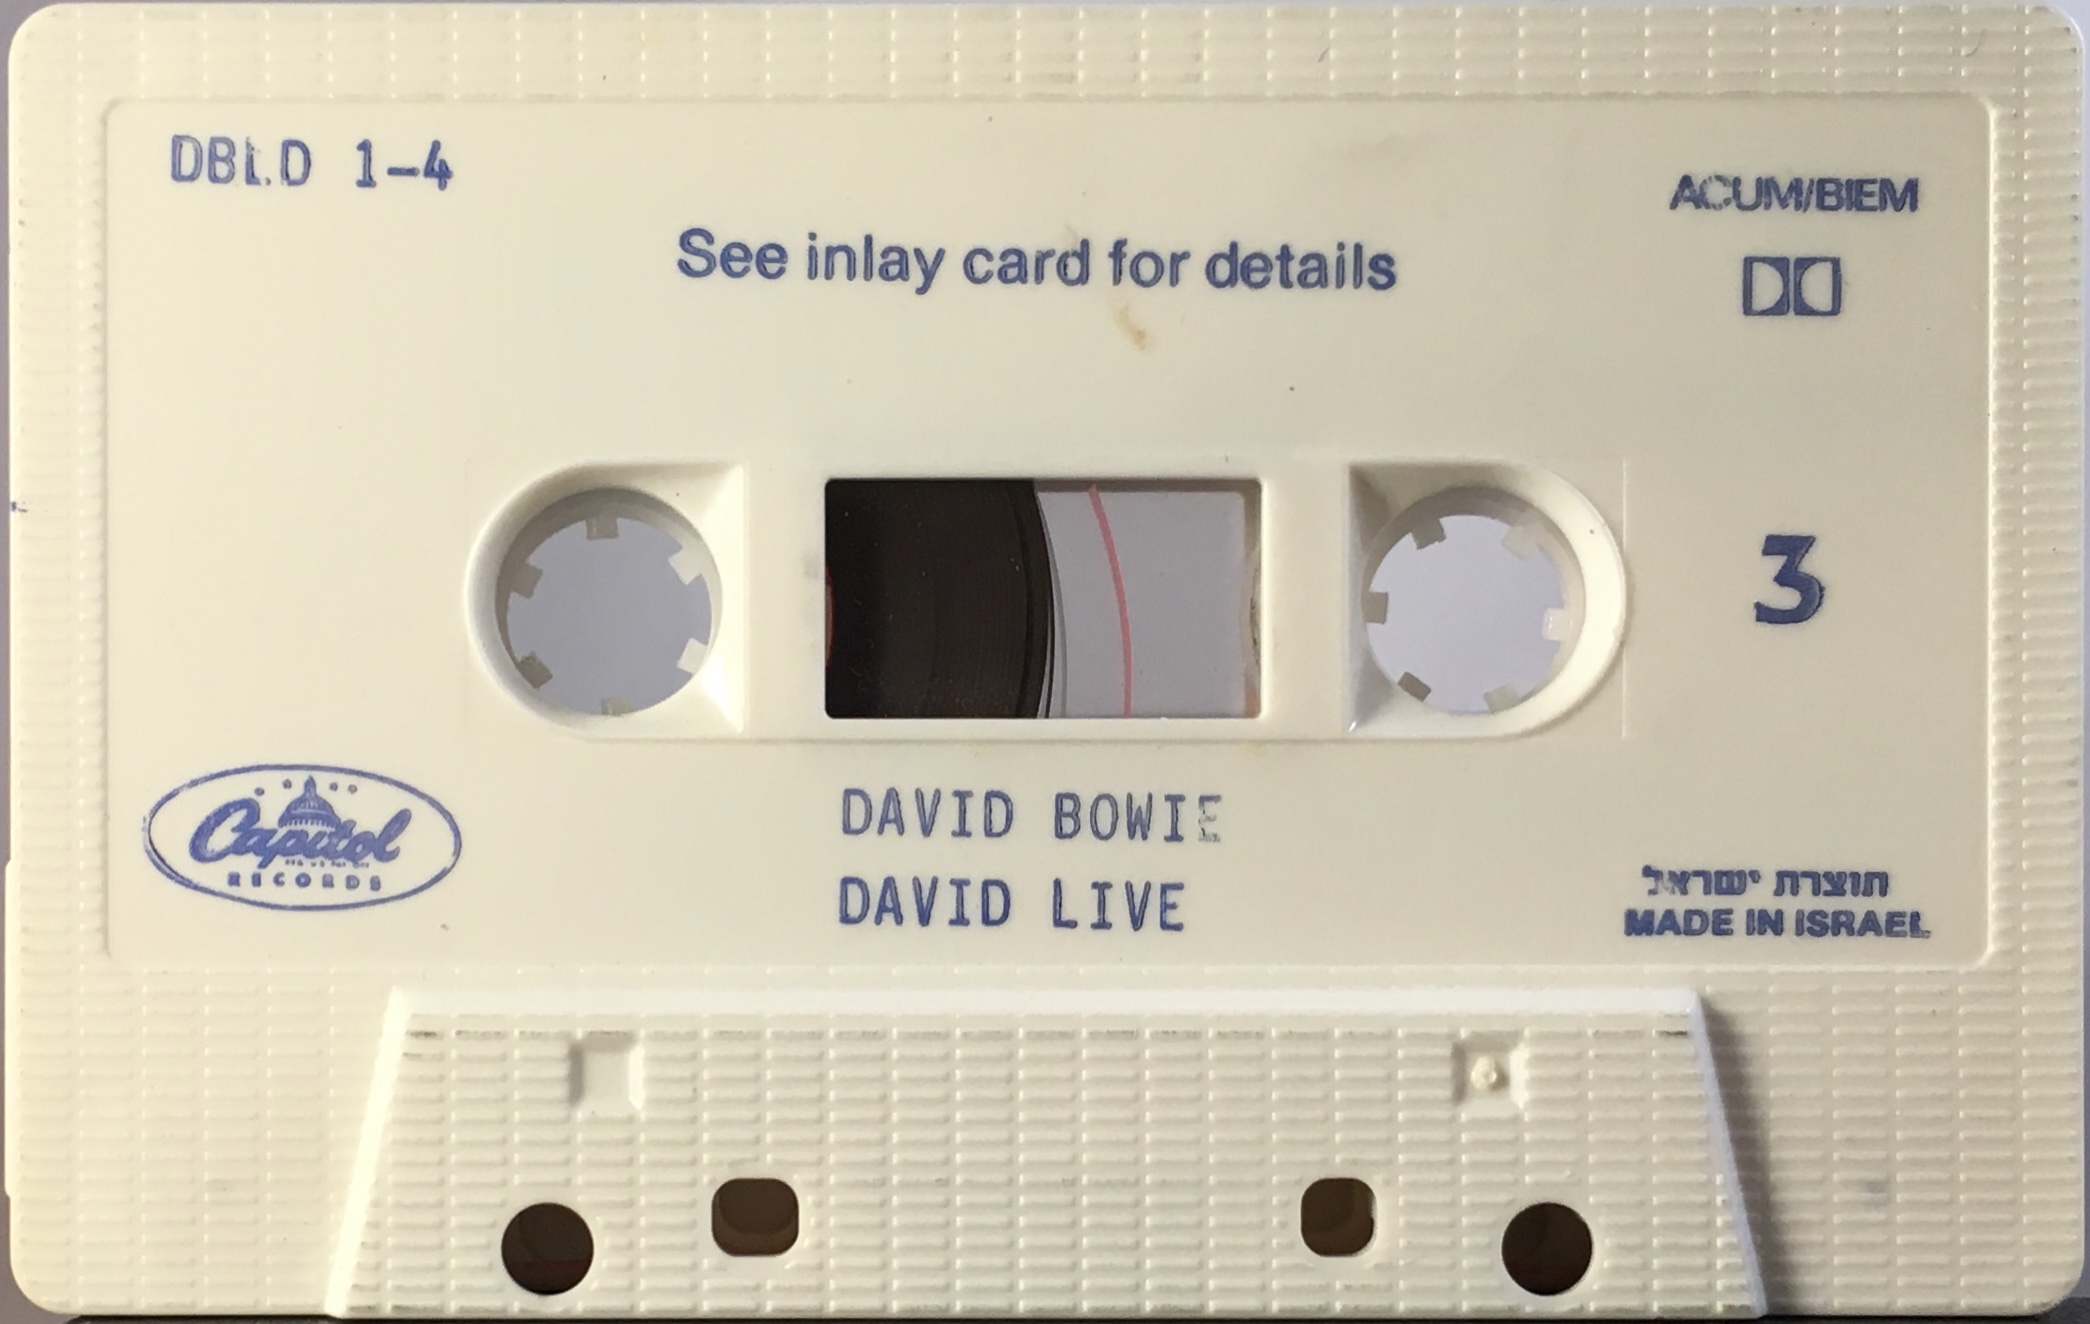 DBLD 1-4
ACUM/BIEM
See inlay card for details
3
Capitol
RECORDS
DAVID BOWIE
DAVID LIVE
תוצרת ישראל
MADE IN ISRAEL